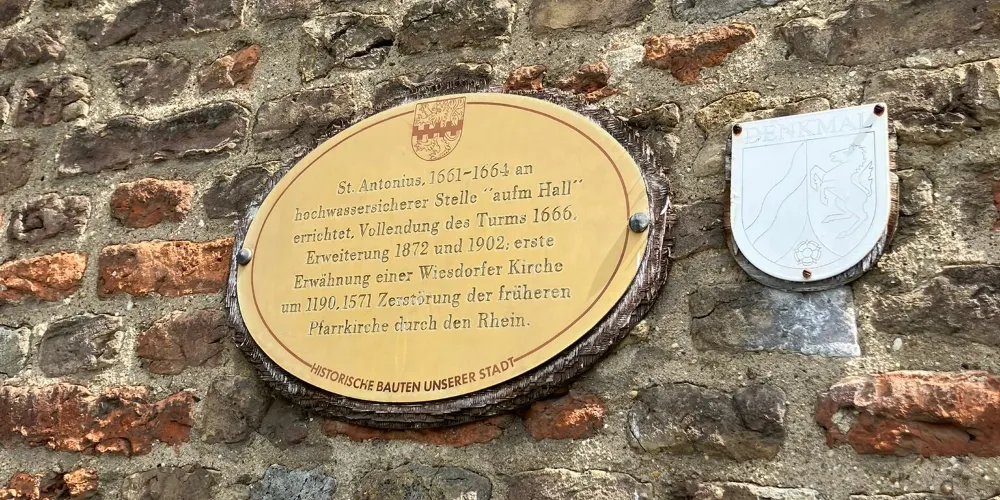 St. Antonius, 1661-1664 an
hochwassersicherer Stelle "aufm Hall"
errichtet, Vollendung des Turms 1666,
Erweiterung 1872 und 1902; erste
Erwähnung einer Wiesdorfer Kirche
um 1190, 1571 Zerstörung der früheren
Pfarrkirche durch den Rhein.
HISTORISCHE BAUTEN UNSERER STADT
DENKMAL